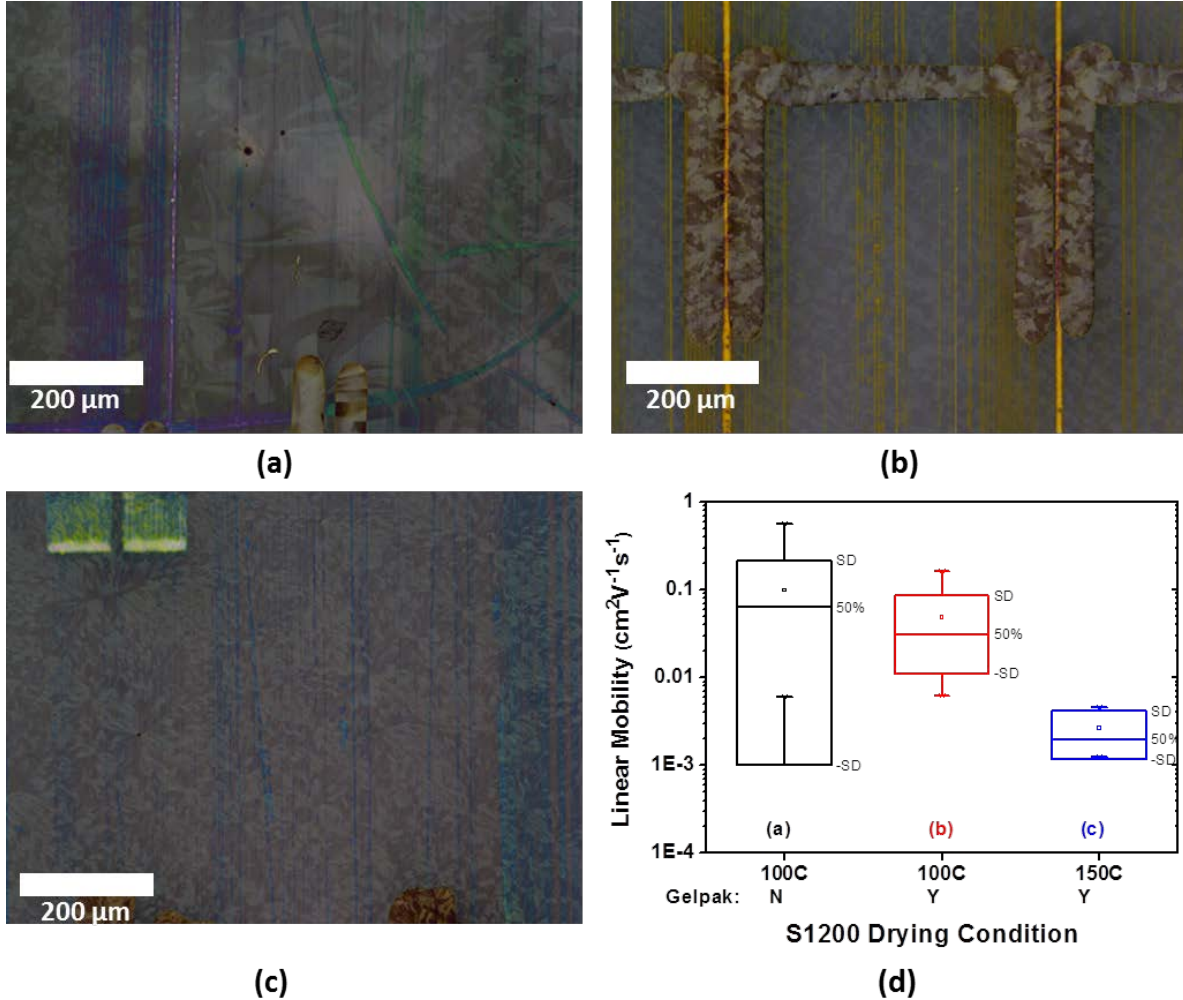 200 µm
(a)
200 µm
(b)
200 µm
(c)
Linear Mobility (cm²V⁻¹s⁻¹)
1
0.1
0.01
1E-3
1E-4
SD
50%
-SD
SD
50%
-SD
SD
50%
-SD
(a)
(b)
(c)
100C 100C 150C
Gelpak: N Y Y
S1200 Drying Condition
(d)